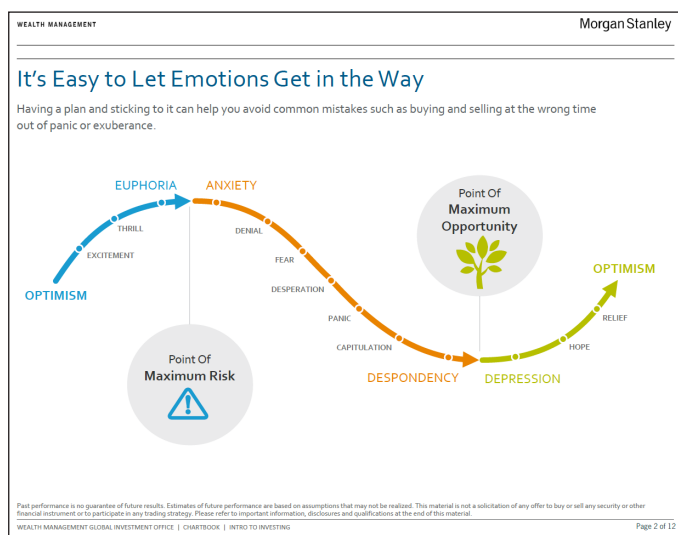 WEALTH MANAGEMENT
Morgan Stanley
It's Easy to Let Emotions Get in the Way
Having a plan and sticking to it can help you avoid common mistakes such as buying and selling at the wrong time
out of panic or exuberance.
OPTIMISM
EXCITEMENT
THRILL
EUPHORIA
ANXIETY
DENIAL
FEAR
DESPERATION
PANIC
CAPITULATION
DESPONDENCY
DEPRESSION
HOPE
RELIEF
OPTIMISM
Point Of
Maximum Risk
Point Of
Maximum
Opportunity
Past performance is no guarantee of future results. Estimates of future performance are based on assumptions that may not be realized. This material is not a solicitation of any offer to buy or sell any security or other
financial instrument or to participate in any trading strategy. Please refer to important information, disclosures and qualifications at the end of this material.
WEALTH MANAGEMENT GLOBAL INVESTMENT OFFICE | CHARTBOOK | INTRO TO INVESTING
Page 2 of 12